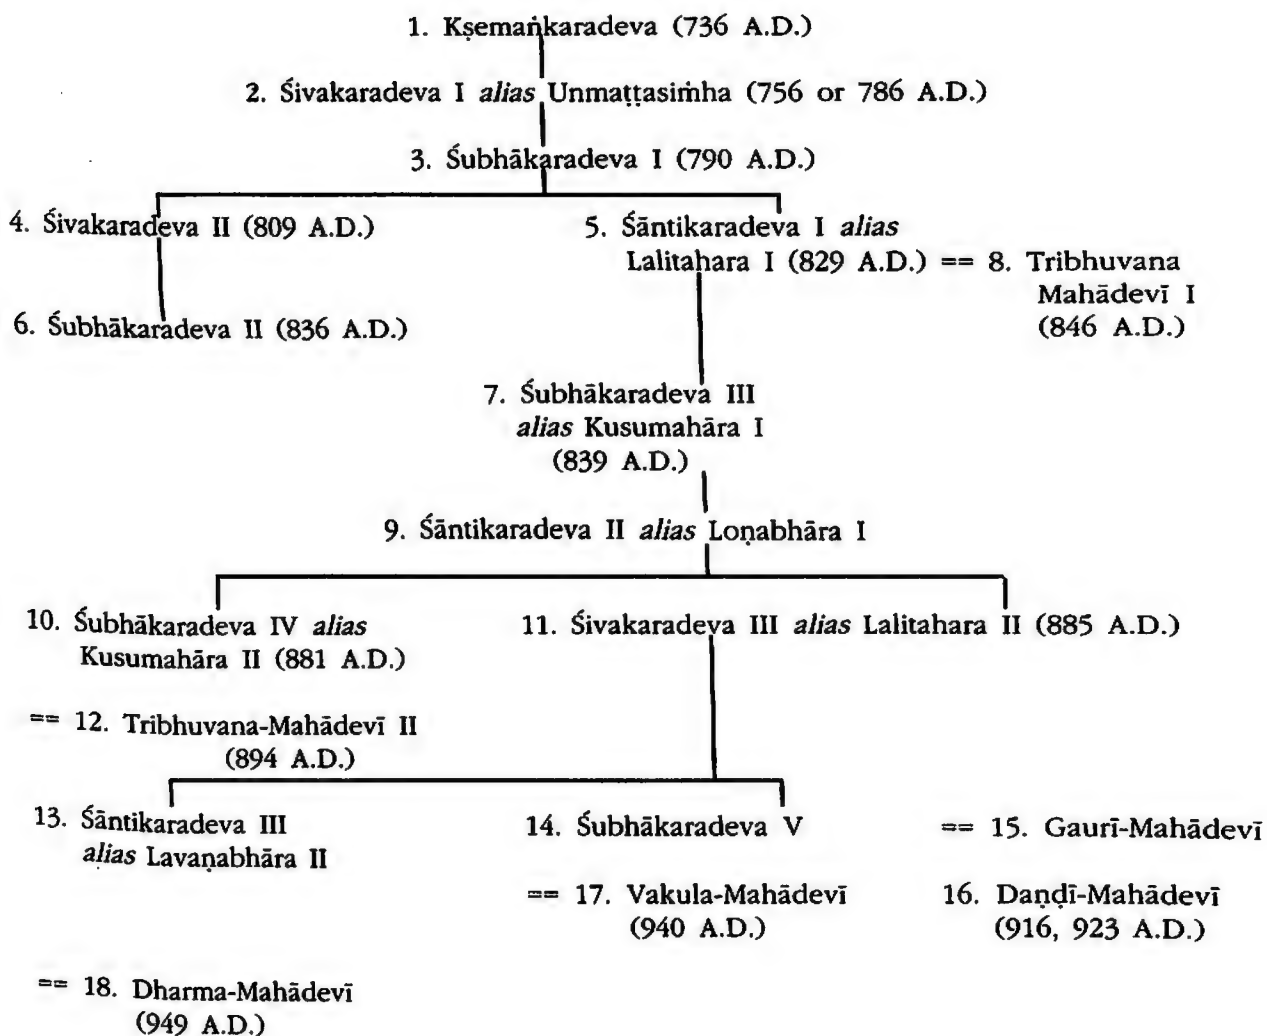 1. Kṣemaṅkaradeva (736 A.D.)
2. Śivakaradeva I alias Unmaṭṭasiṁha (756 or 786 A.D.)
3. Śubhākaradeva I (790 A.D.)
4. Śivakaradeva II (809 A.D.)
5. Śāntikaradeva I alias
Lalitahara I (829 A.D.) == 8. Tribhuvana
Mahādevī I
(846 A.D.)
6. Śubhākaradeva II (836 A.D.)
7. Śubhākaradeva III
alias Kusumahāra I
(839 A.D.)
9. Śāntikaradeva II alias Loṇabhāra I
10. Śubhākaradeva IV alias
Kusumahāra II (881 A.D.)
11. Śivakaradeva III alias Lalitahara II (885 A.D.)
== 12. Tribhuvana-Mahādevī II
(894 A.D.)
13. Śāntikaradeva III
alias Lavaṇabhāra II
14. Śubhākaradeva V
== 15. Gaurī-Mahādevī
== 17. Vakula-Mahādevī
(940 A.D.)
16. Daṇḍī-Mahādevī
(916, 923 A.D.)
== 18. Dharma-Mahādevī
(949 A.D.)